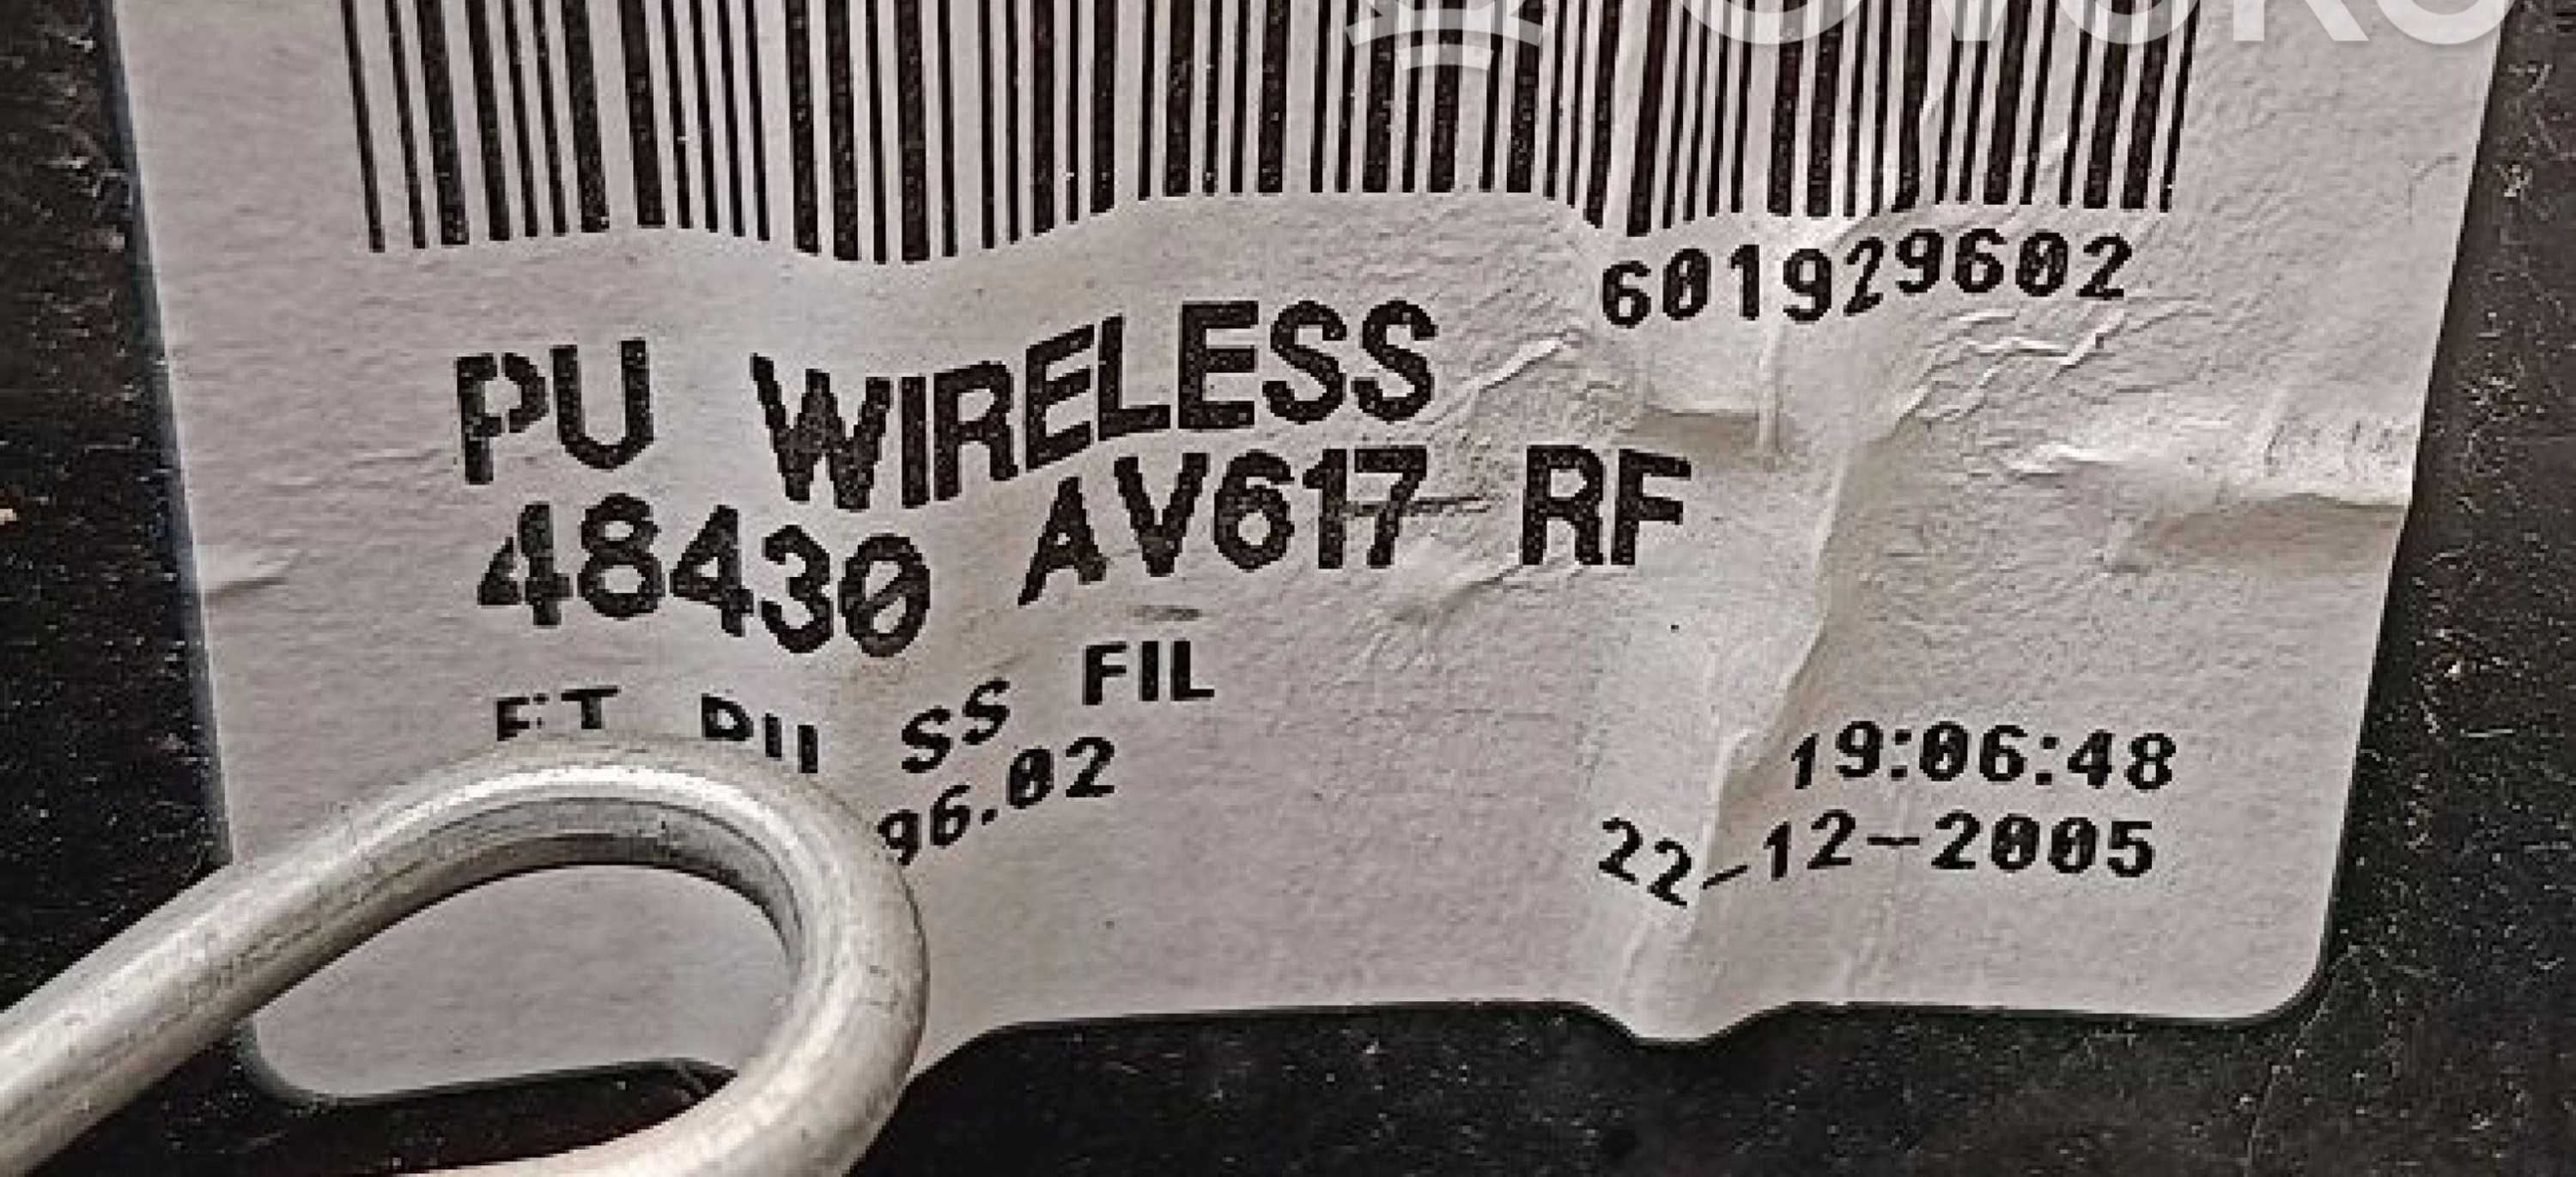 601929602
PU WIRELESS
48430 AV617 RF
SS FIL
96.02
19:06:48
22-12-2005